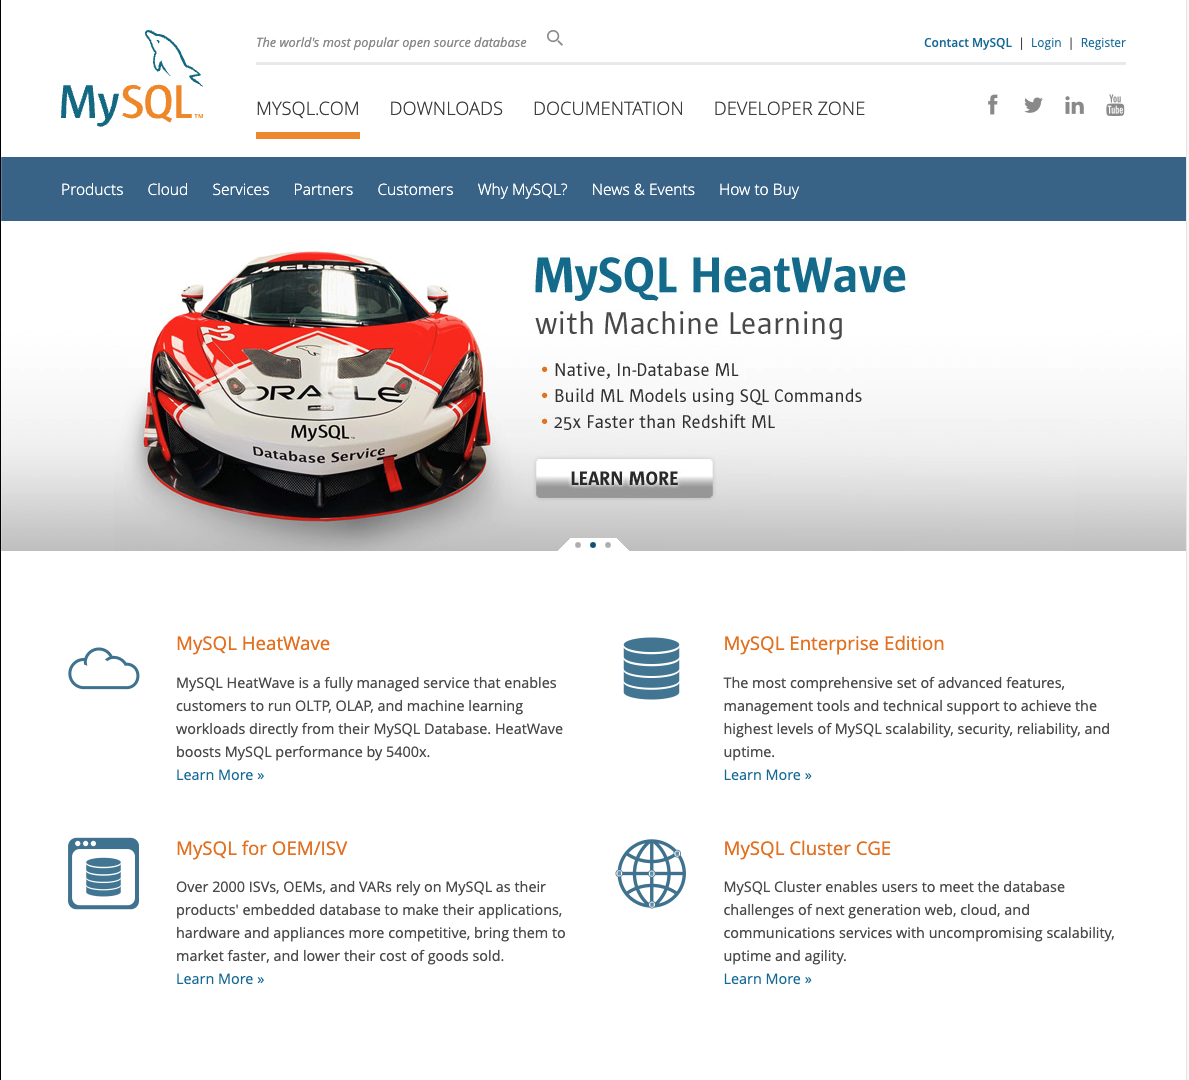 MySQL™
The world's most popular open source database
Contact MySQL | Login | Register
MYSQL.COM DOWNLOADS DOCUMENTATION DEVELOPER ZONE
You Tube
Products Cloud Services Partners Customers Why MySQL? News & Events How to Buy
McLaren
22
ORACLE
MySQL™
Database Service
MySQL HeatWave
with Machine Learning
• Native, In-Database ML
• Build ML Models using SQL Commands
• 25x Faster than Redshift ML
LEARN MORE
MySQL HeatWave
MySQL HeatWave is a fully managed service that enables
customers to run OLTP, OLAP, and machine learning
workloads directly from their MySQL Database. HeatWave
boosts MySQL performance by 5400x.
Learn More »
MySQL Enterprise Edition
The most comprehensive set of advanced features,
management tools and technical support to achieve the
highest levels of MySQL scalability, security, reliability, and
uptime.
Learn More »
MySQL for OEM/ISV
Over 2000 ISVs, OEMs, and VARs rely on MySQL as their
products' embedded database to make their applications,
hardware and appliances more competitive, bring them to
market faster, and lower their cost of goods sold.
Learn More »
MySQL Cluster CGE
MySQL Cluster enables users to meet the database
challenges of next generation web, cloud, and
communications services with uncompromising scalability,
uptime and agility.
Learn More »